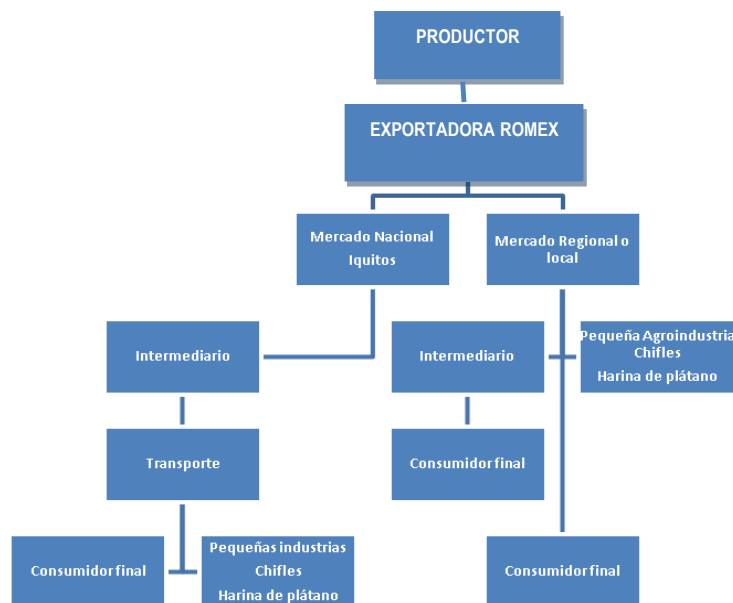 PRODUCTOR
EXPORTADORA ROMEX
Mercado Nacional
Iquitos
Mercado Regional o
local
Intermediario
Intermediario
Pequeña Agroindustria
Chifles
Harina de plátano
Transporte
Consumidor final
Consumidor final
Pequeñas industrias
Chifles
Harina de plátano
Consumidor final